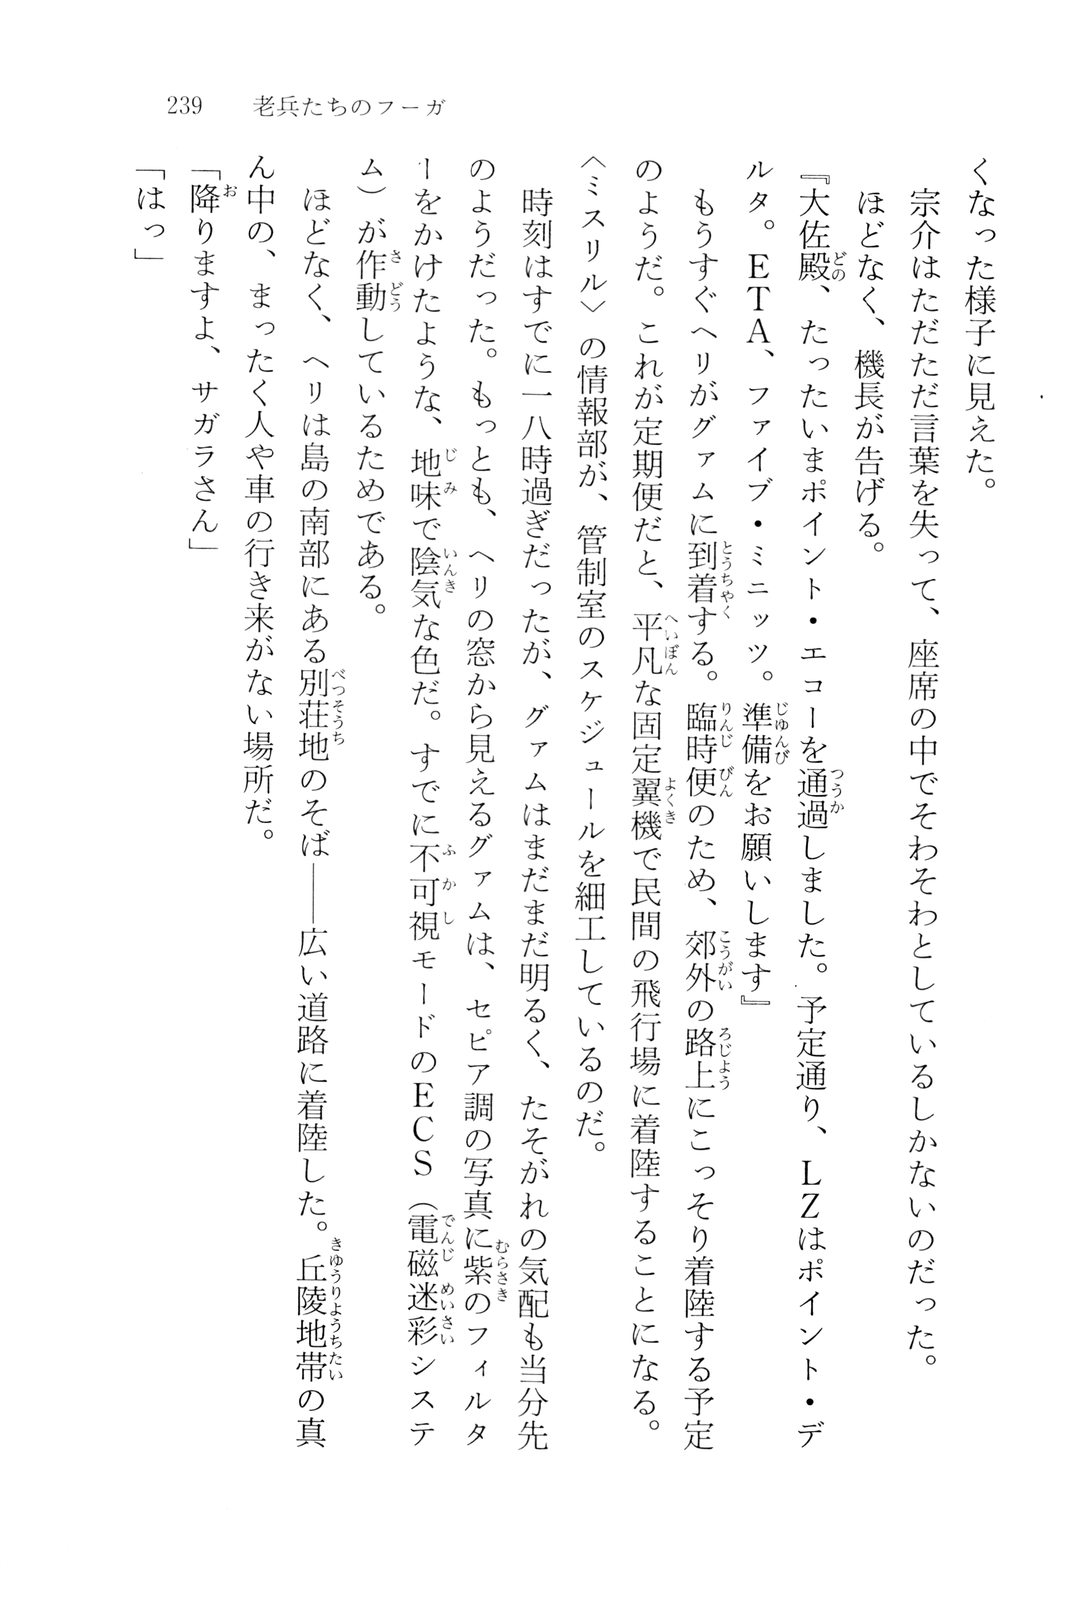 239　老兵たちのフーガ
くなった様子に見えた。
　宗介はただただ言葉を失って、座席の中でそわそわとしているしかないのだった。
　ほどなく、機長が告げる。
『大佐殿、たったいまポイント・エコーを通過しました。予定通り、LZはポイント・デ
ルタ。ETA、ファイブ・ミニッツ。準備をお願いします』
　もうすぐヘリがグァムに到着する。臨時便のため、郊外の路上にこっそり着陸する予定
のようだ。これが定期便だと、平凡な固定翼機で民間の飛行場に着陸することになる。
〈ミスリル〉の情報部が、管制室のスケジュールを細工しているのだ。
　時刻はすでに一八時過ぎだったが、グァムはまだまだ明るく、たそがれの気配も当分先
のようだった。もっとも、ヘリの窓から見えるグァムは、セピア調の写真に紫のフィルタ
ーをかけたような、地味で陰気な色だ。すでに不可視モードのECS（電磁迷彩システ
ム）が作動しているためである。
　ほどなく、ヘリは島の南部にある別荘地のそば――広い道路に着陸した。丘陵地帯の真
ん中の、まったく人や車の行き来がない場所だ。
「降りますよ、サガラさん」
「はっ」